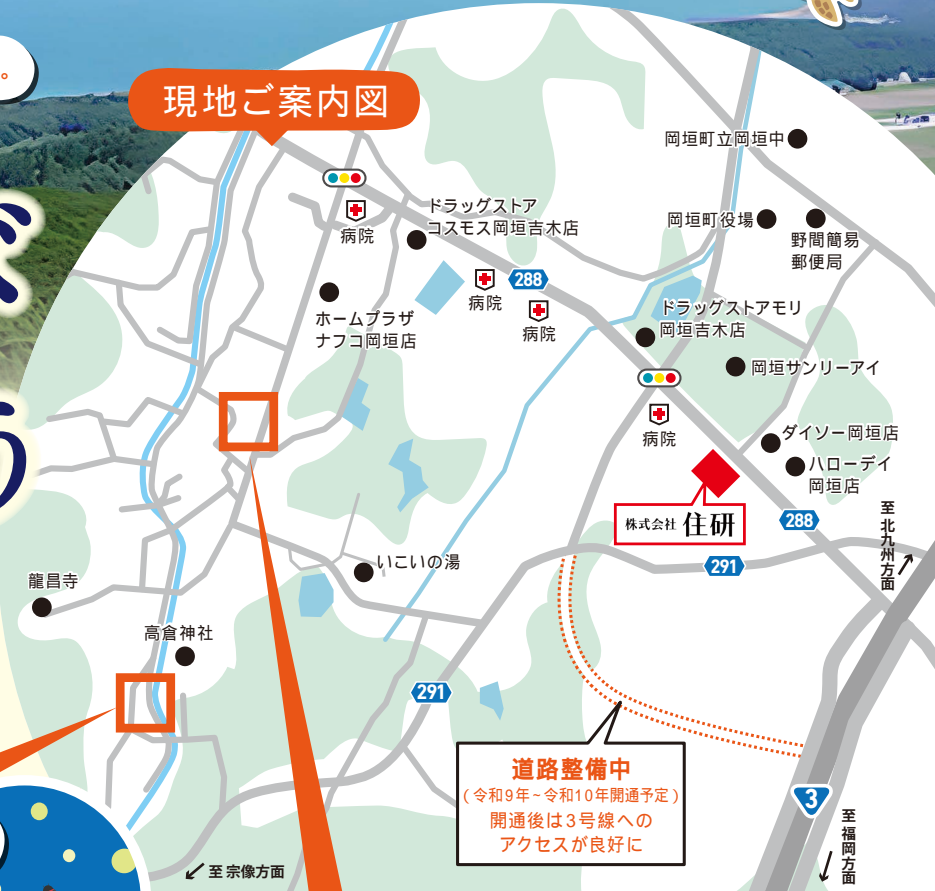 。
現地ご案内図
が
う
岡垣町立岡垣中
病院
ドラッグストア
コスモス岡垣吉木店
岡垣町役場
野間簡易
郵便局
病院
288
病院
ホームプラザ
ナフコ岡垣店
ドラッグストアモリ
岡垣吉木店
岡垣サンリーアイ
病院
ダイソー岡垣店
ハローデイ
岡垣店
株式会社 住研
288
至 北九州方面
291
いこいの湯
龍昌寺
高倉神社
291
道路整備中
(令和9年~令和10年開通予定)
開通後は3号線への
アクセスが良好に
3
至 福岡方面
至 宗像方面